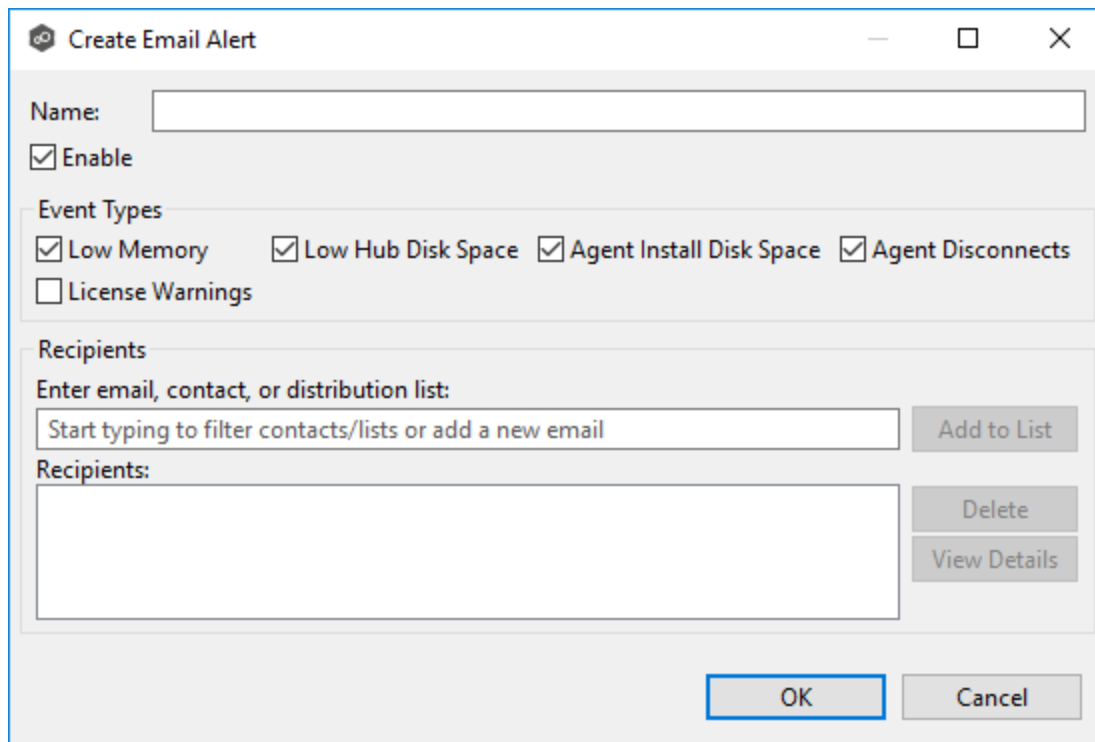 Create Email Alert
Name:
Enable
Event Types
Low Memory Low Hub Disk Space Agent Install Disk Space Agent Disconnects
License Warnings
Recipients
Enter email, contact, or distribution list:
Start typing to filter contacts/lists or add a new email Add to List
Recipients:
Delete
View Details
OK Cancel